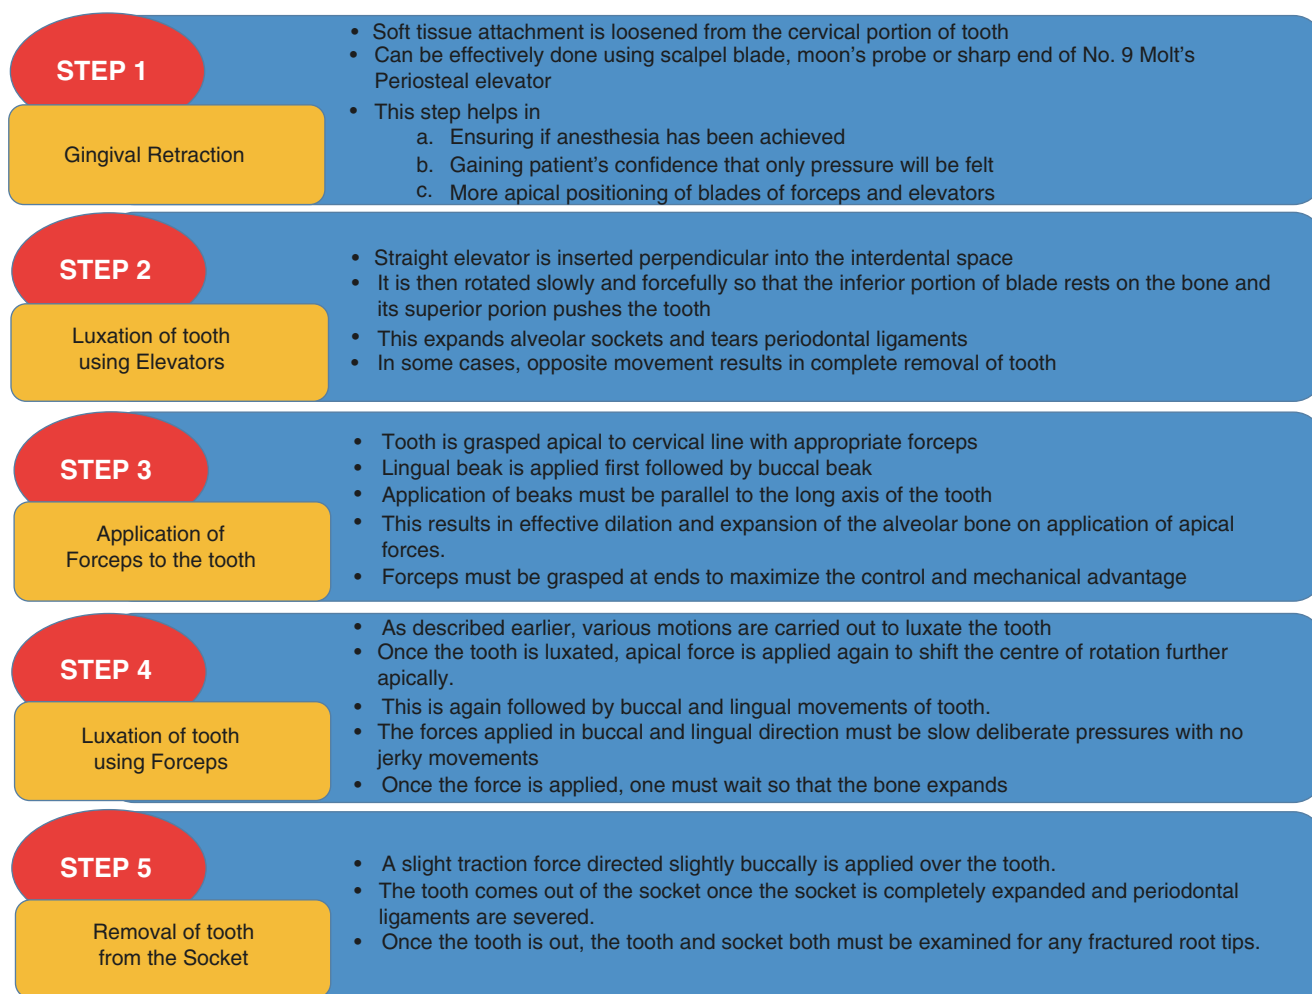 STEP 1
Gingival Retraction
• Soft tissue attachment is loosened from the cervical portion of tooth
• Can be effectively done using scalpel blade, moon's probe or sharp end of No. 9 Molt's
Periosteal elevator
• This step helps in
a. Ensuring if anesthesia has been achieved
b. Gaining patient's confidence that only pressure will be felt
c. More apical positioning of blades of forceps and elevators
STEP 2
Luxation of tooth
using Elevators
• Straight elevator is inserted perpendicular into the interdental space
• It is then rotated slowly and forcefully so that the inferior portion of blade rests on the bone and
its superior porion pushes the tooth
• This expands alveolar sockets and tears periodontal ligaments
• In some cases, opposite movement results in complete removal of tooth
STEP 3
Application of
Forceps to the tooth
• Tooth is grasped apical to cervical line with appropriate forceps
• Lingual beak is applied first followed by buccal beak
• Application of beaks must be parallel to the long axis of the tooth
• This results in effective dilation and expansion of the alveolar bone on application of apical
forces.
• Forceps must be grasped at ends to maximize the control and mechanical advantage
STEP 4
Luxation of tooth
using Forceps
• As described earlier, various motions are carried out to luxate the tooth
• Once the tooth is luxated, apical force is applied again to shift the centre of rotation further
apically.
• This is again followed by buccal and lingual movements of tooth.
• The forces applied in buccal and lingual direction must be slow deliberate pressures with no
jerky movements
• Once the force is applied, one must wait so that the bone expands
STEP 5
Removal of tooth
from the Socket
• A slight traction force directed slightly buccally is applied over the tooth.
• The tooth comes out of the socket once the socket is completely expanded and periodontal
ligaments are severed.
• Once the tooth is out, the tooth and socket both must be examined for any fractured root tips.